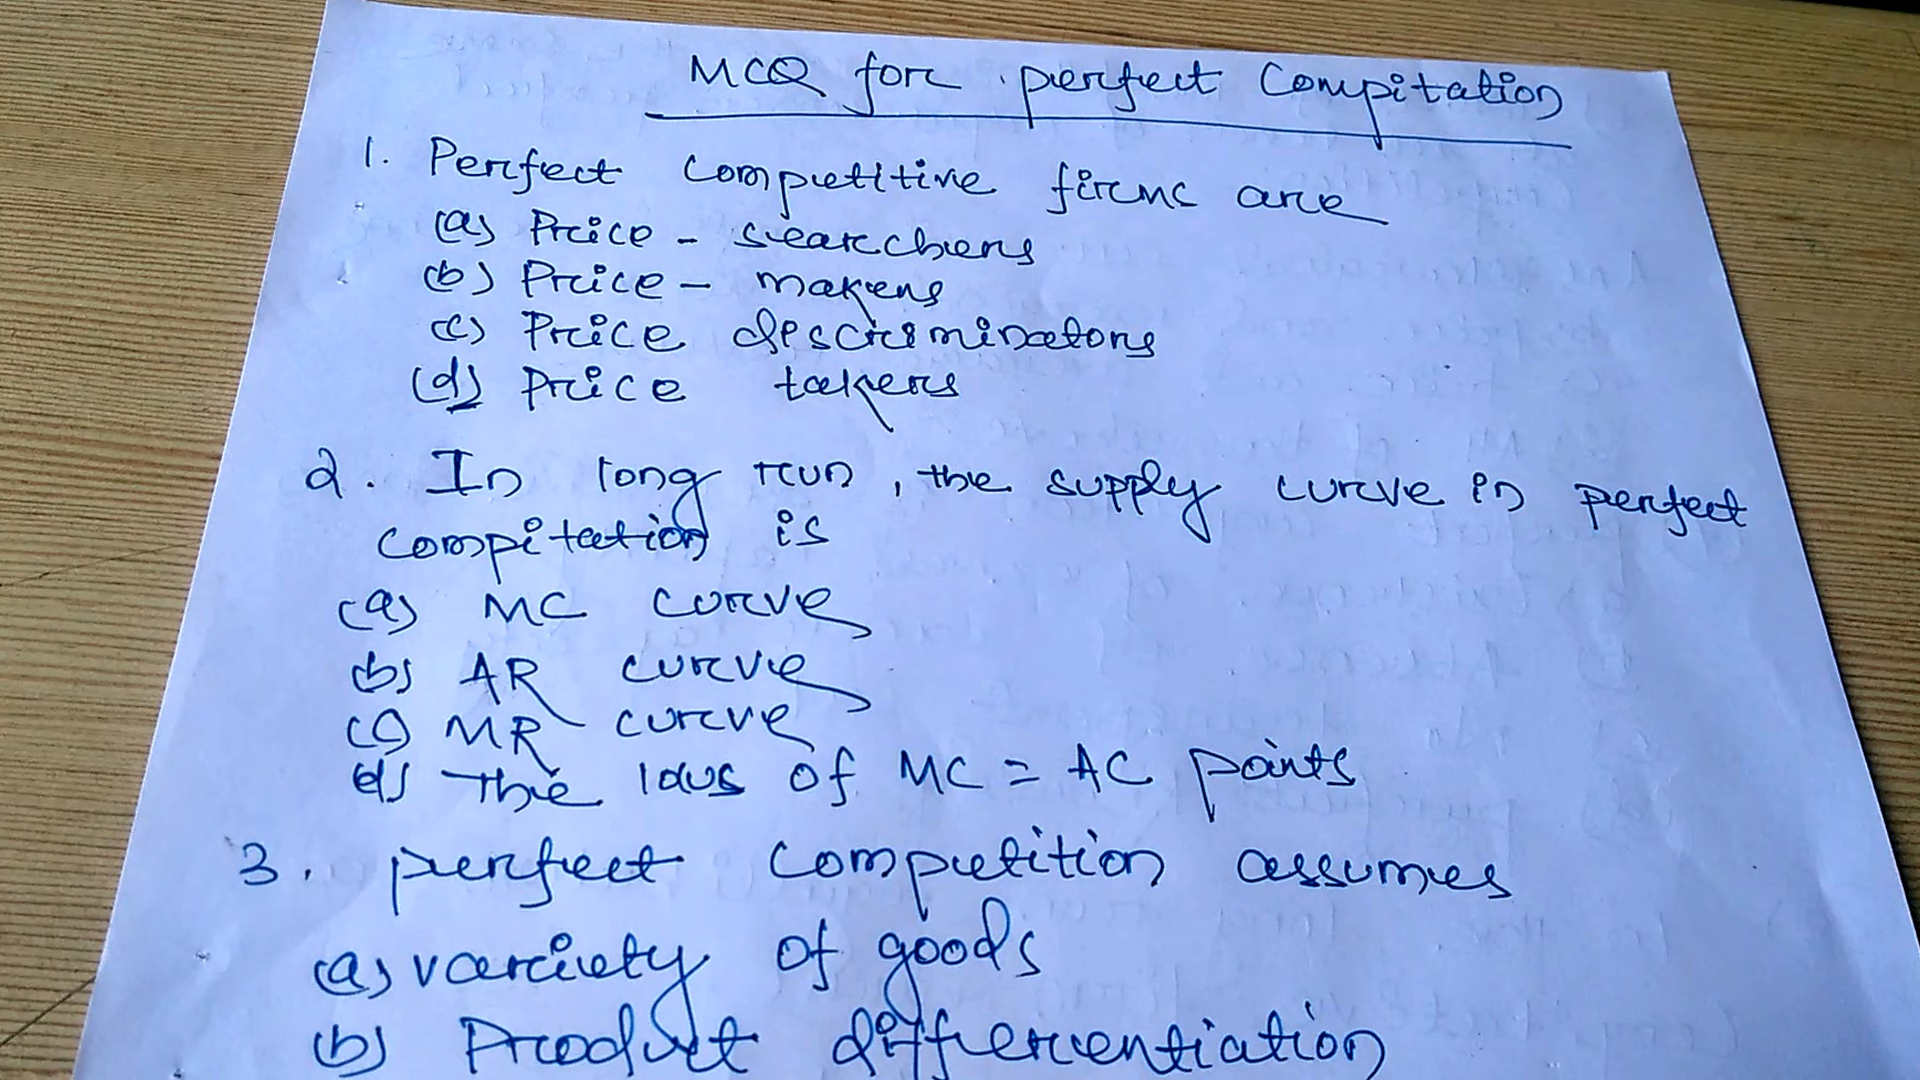 MCQ for perfect Compitation
1. Perfect competitive firms are
(a) Price - searchers
(b) Price - makers
(c) Price discriminators
(d) Price takers
2. In long run, the supply curve in perfect
compitation is
(a) MC curve
(b) AR curve
(c) MR curve
(d) The lows of MC = AC points
3. perfect competition assumes
(a) variety of goods
(b) Product differentiation